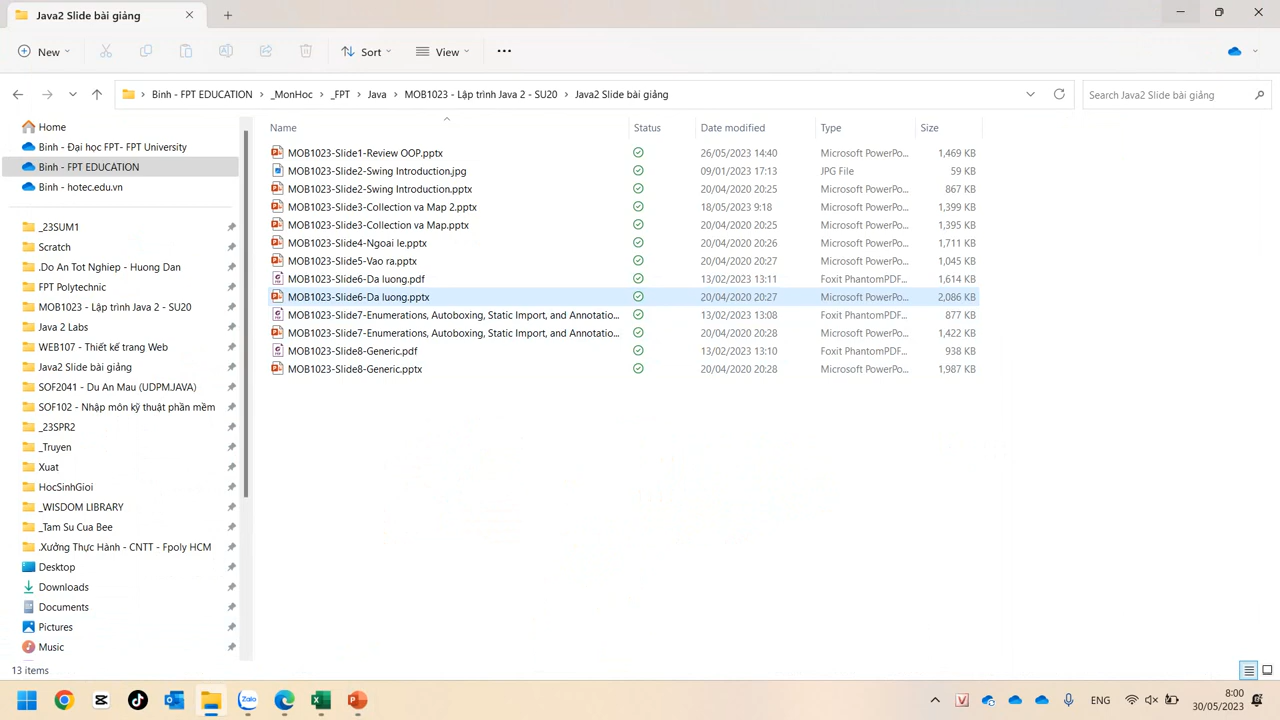 Java2 Slide bài giảng
New
Sort
View
Binh - FPT EDUCATION > _MonHoc > _FPT > Java > MOB1023 - Lập trình Java 2 - SU20 > Java2 Slide bài giảng
Search Java2 Slide bài giảng
Home
Binh - Đại học FPT- FPT University
Binh - FPT EDUCATION
Binh - hotec.edu.vn
_23SUM1
Scratch
.Do An Tot Nghiep - Huong Dan
FPT Polytechnic
MOB1023 - Lập trình Java 2 - SU20
Java 2 Labs
WEB107 - Thiết kế trang Web
Java2 Slide bài giảng
SOF2041 - Du An Mau (UDPM.JAVA)
SOF102 - Nhập môn kỹ thuật phần mềm
_23SPR2
_Truyen
Xuat
HocSinhGioi
_WISDOM LIBRARY
_Tam Su Cua Bee
.Xưởng Thực Hành - CNTT - Fpoly HCM
Desktop
Downloads
Documents
Pictures
Music
Name Status Date modified Type Size
MOB1023-Slide1-Review OOP.pptx 26/05/2023 14:40 Microsoft PowerPo... 1,469 KB
MOB1023-Slide2-Swing Introduction.jpg 09/01/2023 17:13 JPG File 59 KB
MOB1023-Slide2-Swing Introduction.pptx 20/04/2020 20:25 Microsoft PowerPo... 867 KB
MOB1023-Slide3-Collection va Map 2.pptx 18/05/2023 9:18 Microsoft PowerPo... 1,399 KB
MOB1023-Slide3-Collection va Map.pptx 20/04/2020 20:25 Microsoft PowerPo... 1,395 KB
MOB1023-Slide4-Ngoai le.pptx 20/04/2020 20:26 Microsoft PowerPo... 1,711 KB
MOB1023-Slide5-Vao ra.pptx 20/04/2020 20:27 Microsoft PowerPo... 1,045 KB
MOB1023-Slide6-Da luong.pdf 13/02/2023 13:11 Foxit PhantomPDF... 1,614 KB
MOB1023-Slide6-Da luong.pptx 20/04/2020 20:27 Microsoft PowerPo... 2,086 KB
MOB1023-Slide7-Enumerations, Autoboxing, Static Import, and Annotatio... 13/02/2023 13:08 Foxit PhantomPDF... 877 KB
MOB1023-Slide7-Enumerations, Autoboxing, Static Import, and Annotatio... 20/04/2020 20:28 Microsoft PowerPo... 1,422 KB
MOB1023-Slide8-Generic.pdf 13/02/2023 13:10 Foxit PhantomPDF... 938 KB
MOB1023-Slide8-Generic.pptx 20/04/2020 20:28 Microsoft PowerPo... 1,987 KB
13 items
Zalo
ENG
8:00
30/05/2023